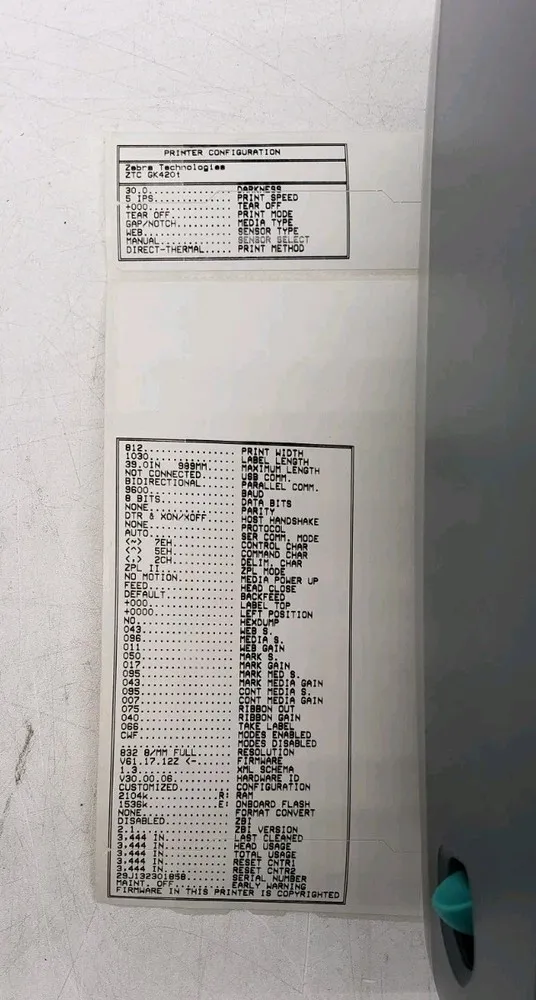 PRINTER CONFIGURATION
Zebra Technologies
ZTC GK420t
30.0............ DARKNESS
5 IPS........... PRINT SPEED
+000............ TEAR OFF
TEAR OFF........ PRINT MODE
GAP/NOTCH....... MEDIA TYPE
WEB............. SENSOR TYPE
MANUAL.......... SENSOR SELECT
DIRECT-THERMAL..... PRINT METHOD
812............. PRINT WIDTH
1030............ LABEL LENGTH
39.0IN 989MM.... MAXIMUM LENGTH
NOT CONNECTED... USB COMM.
BIDIRECTIONAL... PARALLEL COMM.
9600............ BAUD
8 BITS.......... DATA BITS
NONE............ PARITY
DTR & XON/XOFF.. HOST HANDSHAKE
NONE............ PROTOCOL
AUTO............ SER COMM. MODE
<~> 7EH......... CONTROL CHAR
<^> 5EH......... COMMAND CHAR
<,> 2CH......... DELIM. CHAR
ZPL II.......... ZPL MODE
NO MOTION....... MEDIA POWER UP
FEED............ HEAD CLOSE
DEFAULT......... BACKFEED
+000............ LABEL TOP
+0000........... LEFT POSITION
NO.............. HEXDUMP
043............. WEB S.
096............. MEDIA S.
011............. WEB GAIN
050............. MARK S.
017............. MARK GAIN
095............. MARK MED S.
043............. MARK MEDIA GAIN
095............. CONT MEDIA S.
007............. CONT MEDIA GAIN
075............. RIBBON OUT
040............. RIBBON GAIN
066............. TAKE LABEL
CWF............. MODES ENABLED
................ MODES DISABLED
832 8/MM FULL... RESOLUTION
V61.17.12Z <-... FIRMWARE
1.3............. XML SCHEMA
V30.00.06....... HARDWARE ID
CUSTOMIZED...... CONFIGURATION
2104k........R: RAM
1536k........E: ONBOARD FLASH
NONE............ FORMAT CONVERT
DISABLED........ ZBI
2.1............. ZBI VERSION
3,444 IN........ LAST CLEANED
3,444 IN........ HEAD USAGE
3,444 IN........ TOTAL USAGE
3,444 IN........ RESET CNTR1
3,444 IN........ RESET CNTR2
29J132301858.... SERIAL NUMBER
MAINT. OFF...... EARLY WARNING
FIRMWARE IN THIS PRINTER IS COPYRIGHTED